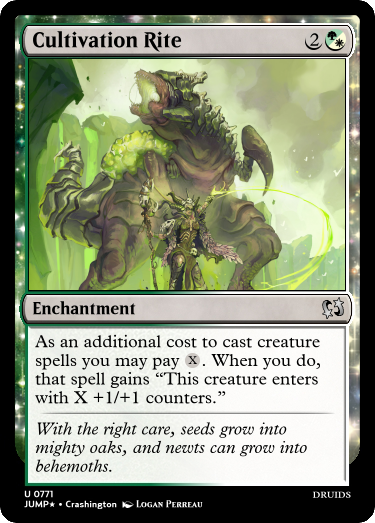 Cultivation Rite 2
Enchantment
As an additional cost to cast creature
spells you may pay X. When you do,
that spell gains “This creature enters
with X +1/+1 counters.”
With the right care, seeds grow into
mighty oaks, and newts can grow into
behemoths.
U 0771 DRUIDS
JUMP★ • Crashington LOGAN PERREAU